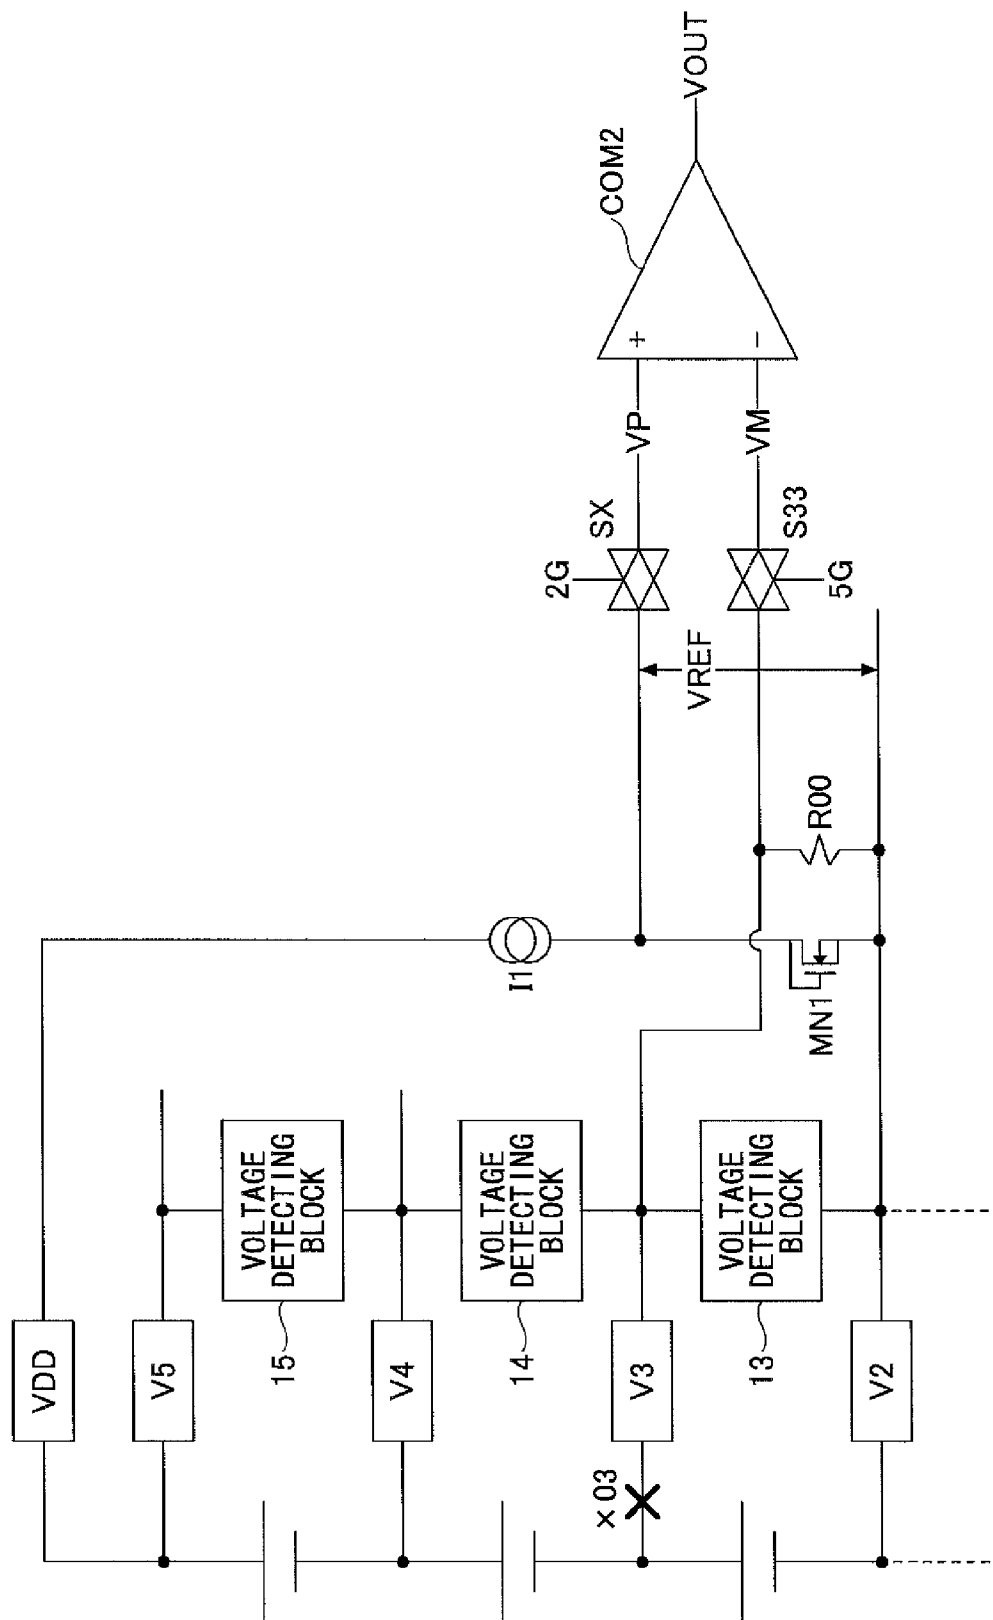 VDD
V5
V4
V3
V2
×03
15
14
13
VOLTAGE
DETECTING
BLOCK
VOLTAGE
DETECTING
BLOCK
VOLTAGE
DETECTING
BLOCK
I1
MN1
R00
VREF
2G
SX
5G
S33
VP
VM
+
−
COM2
VOUT